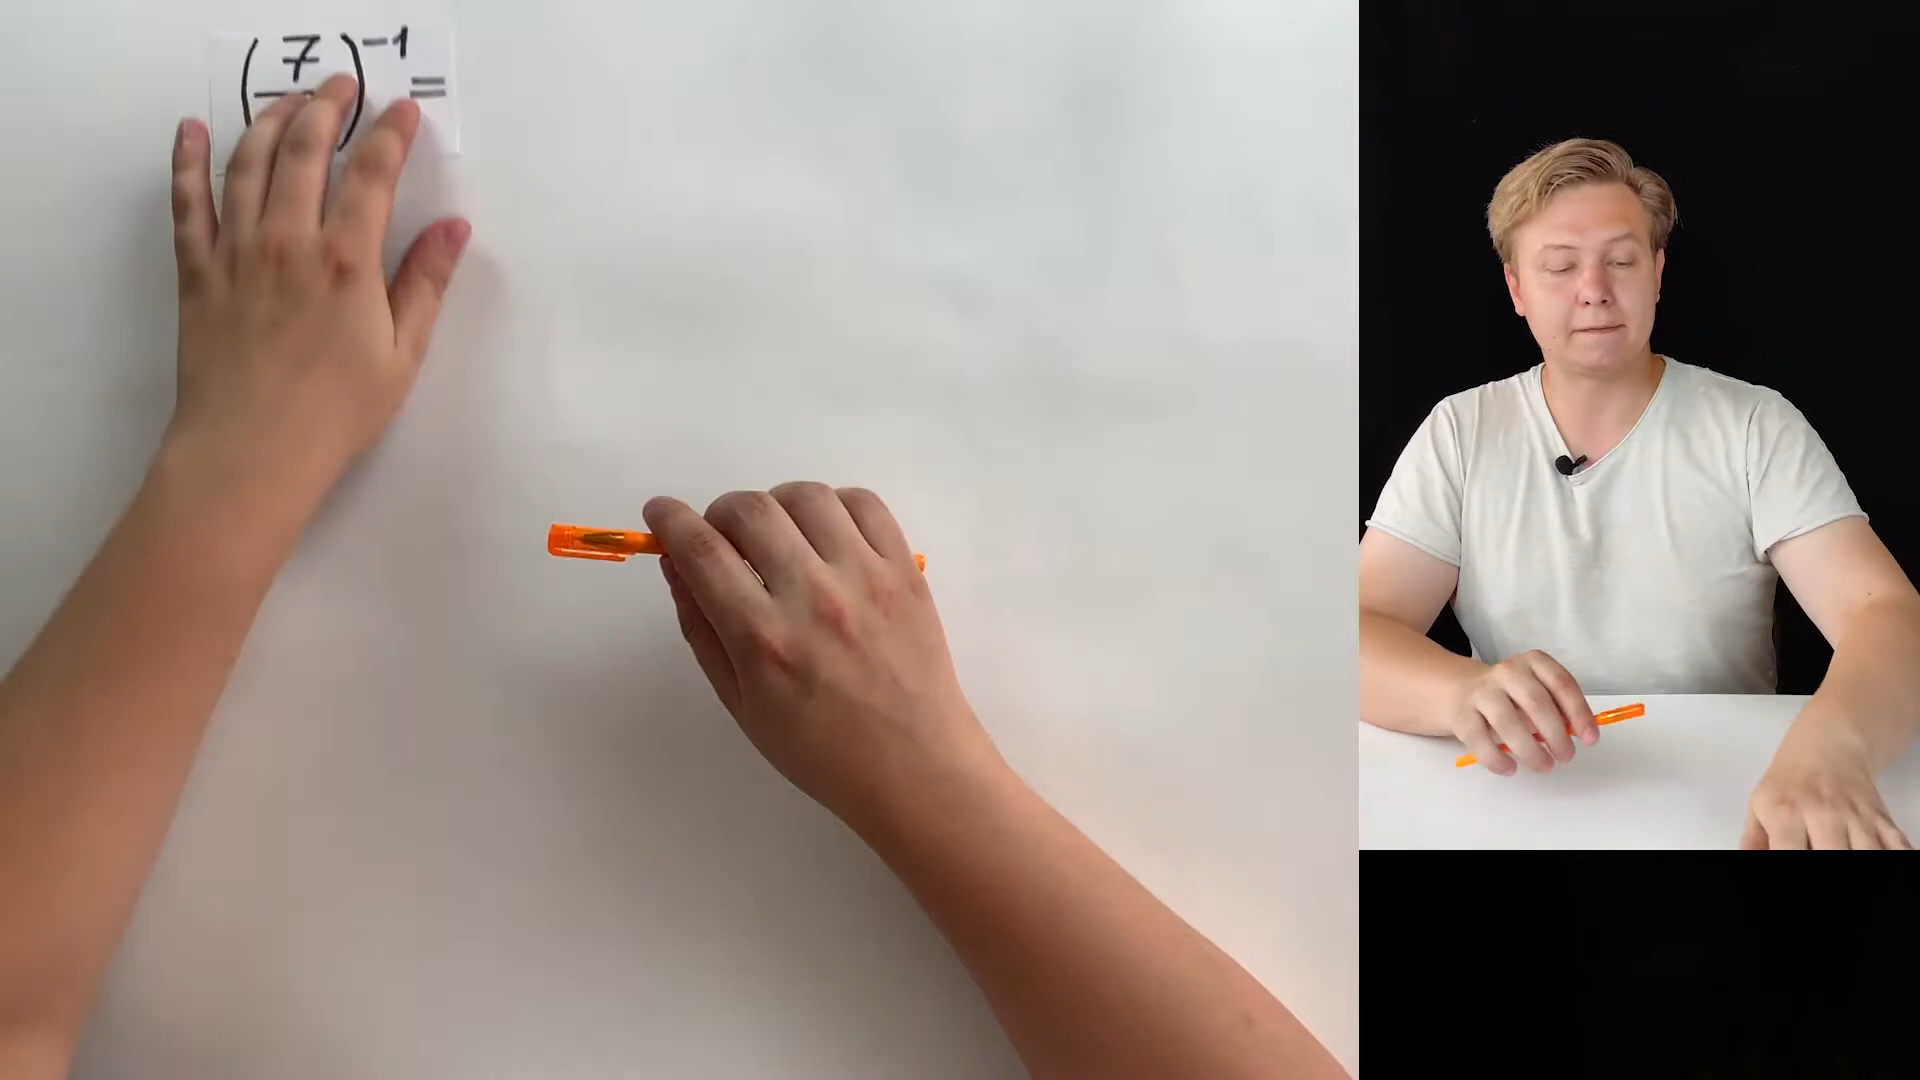 (7)⁻¹ =